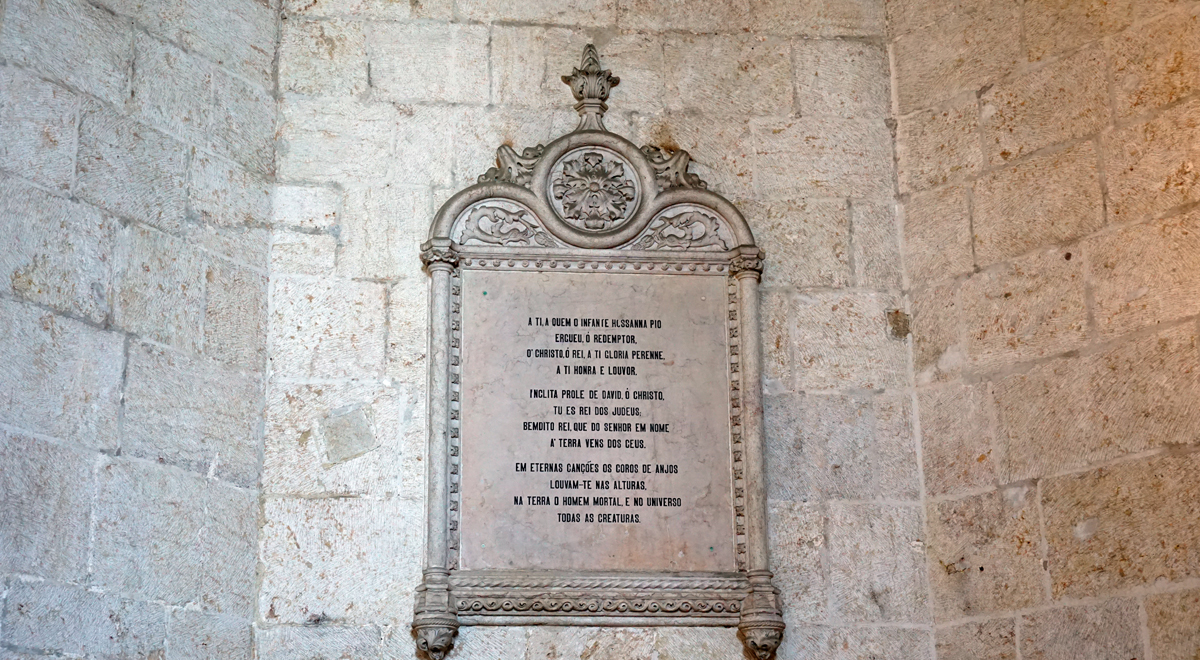 A TI, A QUEM O INFANTE HOSSANNA PIO
ERGUEU, Ó REDEMPTOR,
O' CHRISTO, Ó REI, A TI GLORIA PERENNE,
A TI HONRA E LOUVOR.
INCLITA PROLE DE DAVID, Ó CHRISTO,
TU ES REI DOS JUDEUS;
BEMDITO REI, QUE DO SENHOR EM NOME
A' TERRA VENS DOS CEUS.
EM ETERNAS CANÇÕES OS COROS DE ANJOS
LOUVAM-TE NAS ALTURAS,
NA TERRA O HOMEM MORTAL, E NO UNIVERSO
TODAS AS CREATURAS.